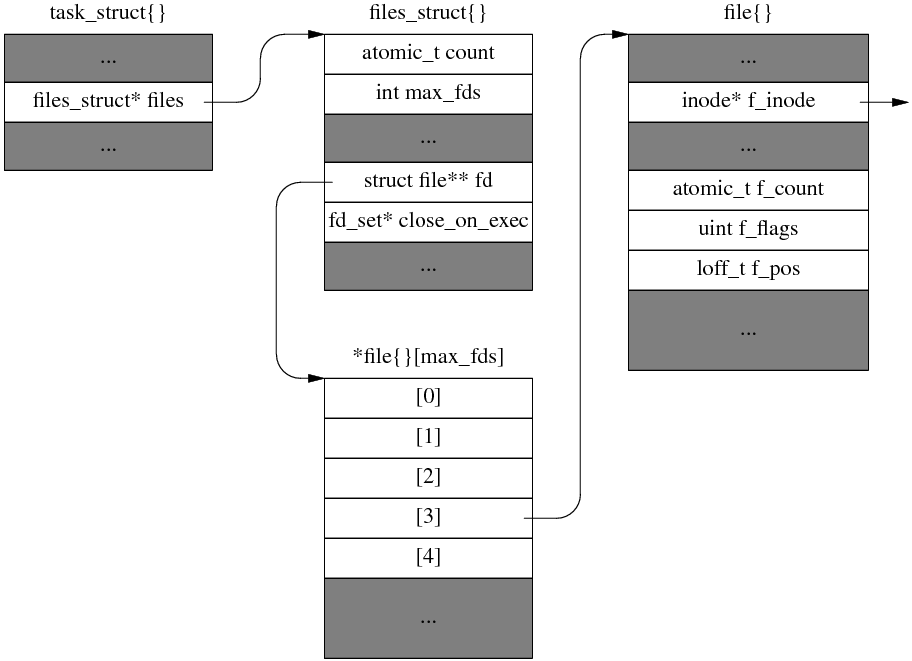 task_struct{}
...
files_struct* files
...
files_struct{}
atomic_t count
int max_fds
...
struct file** fd
fd_set* close_on_exec
...
*file{}[max_fds]
[0]
[1]
[2]
[3]
[4]
...
file{}
...
inode* f_inode
...
atomic_t f_count
uint f_flags
loff_t f_pos
...